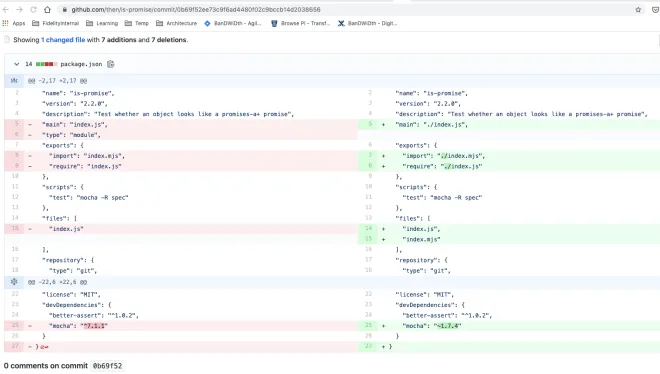 github.com/then/is-promise/commit/0b69f52ee73c9f6ad4480f02c9bccb14d2038656
Apps FidelityInternal Learning Temp Architecture BanDWiDth - Agil... Browse PI - Transf... BanDWiDth - Digit...
Showing 1 changed file with 7 additions and 7 deletions.
14 package.json
@@ -2,17 +2,17 @@
2 "name": "is-promise", 2 "name": "is-promise",
3 "version": "2.2.0", 3 "version": "2.2.0",
4 "description": "Test whether an object looks like a promises-a+ promise", 4 "description": "Test whether an object looks like a promises-a+ promise",
5 - "main": "index.js", 5 + "main": "./index.js",
6 - "type": "module",
7 "exports": { 6 "exports": {
8 - "import": "index.mjs", 7 + "import": "./index.mjs",
9 - "require": "index.js" 8 + "require": "./index.js"
10 }, 9 },
11 "scripts": { 10 "scripts": {
12 "test": "mocha -R spec" 11 "test": "mocha -R spec"
13 }, 12 },
14 "files": [ 13 "files": [
15 - "index.js" 14 + "index.js",
15 + "index.mjs"
16 ], 16 ],
17 "repository": { 17 "repository": {
18 "type": "git", 18 "type": "git",
@@ -22,6 +22,6 @@
22 "license": "MIT", 22 "license": "MIT",
23 "devDependencies": { 23 "devDependencies": {
24 "better-assert": "^1.0.2", 24 "better-assert": "^1.0.2",
25 - "mocha": "^7.1.1" 25 + "mocha": "~1.7.4"
26 } 26 }
27 - } 27 + }
0 comments on commit 0b69f52